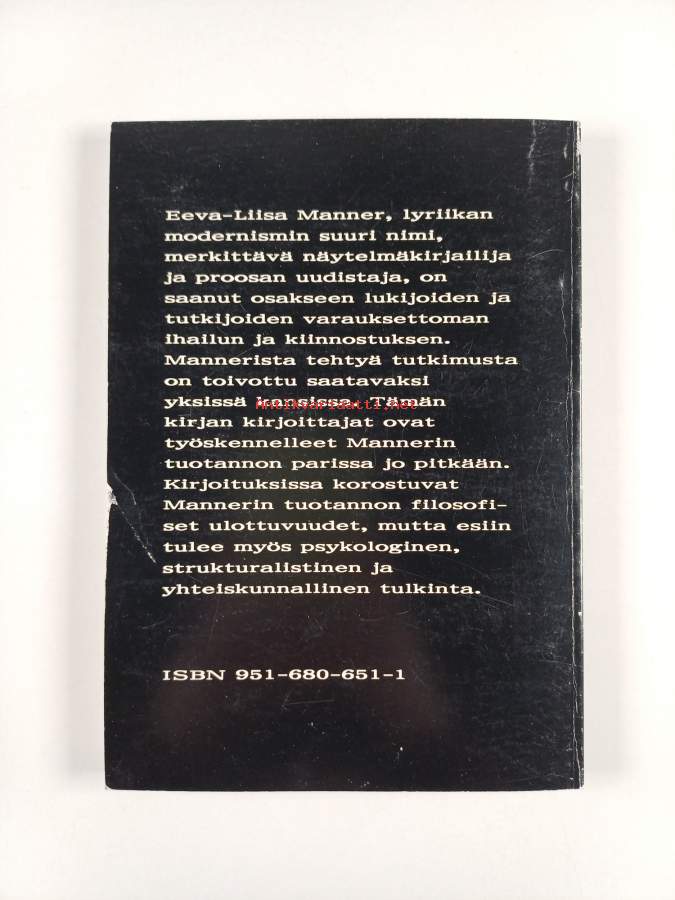 Eeva-Liisa Manner, lyriikan
modernismin suuri nimi,
merkittävä näytelmäkirjailija
ja proosan uudistaja, on
saanut osakseen lukijoiden ja
tutkijoiden varauksettoman
ihailun ja kiinnostuksen.
Mannerista tehtyä tutkimusta
on toivottu saatavaksi
yksissä kansissa. Tämän
Antikvariaatti.net
kirjan kirjoittajat ovat
työskennelleet Mannerin
tuotannon parissa jo pitkään.
Kirjoituksissa korostuvat
Mannerin tuotannon filosofi-
set ulottuvuudet, mutta esiin
tulee myös psykologinen,
strukturalistinen ja
yhteiskunnallinen tulkinta.
ISBN 951-680-651-1